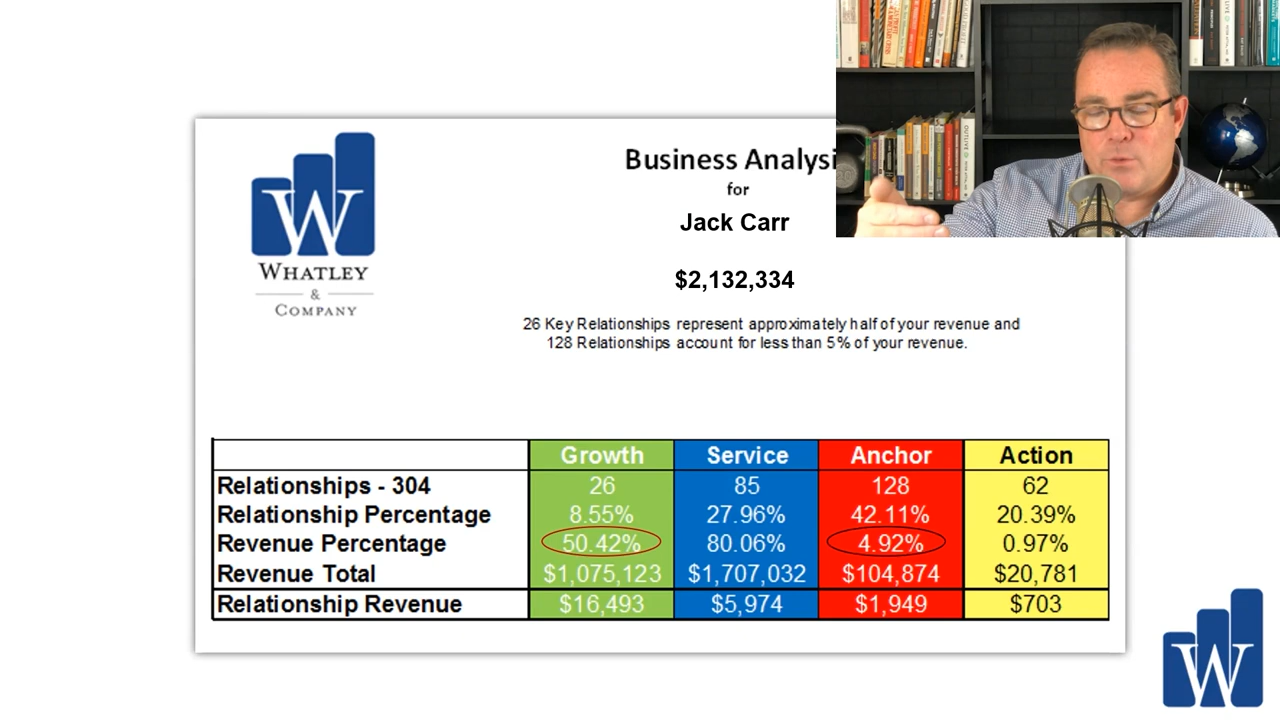 Business Analysi
for
Jack Carr
$2,132,334
W
WHATLEY
&
COMPANY
26 Key Relationships represent approximately half of your revenue and
128 Relationships account for less than 5% of your revenue.
Growth Service Anchor Action
Relationships - 304 26 85 128 62
Relationship Percentage 8.55% 27.96% 42.11% 20.39%
Revenue Percentage 50.42% 80.06% 4.92% 0.97%
Revenue Total $1,075,123 $1,707,032 $104,874 $20,781
Relationship Revenue $16,493 $5,974 $1,949 $703
W
OUTLIVE